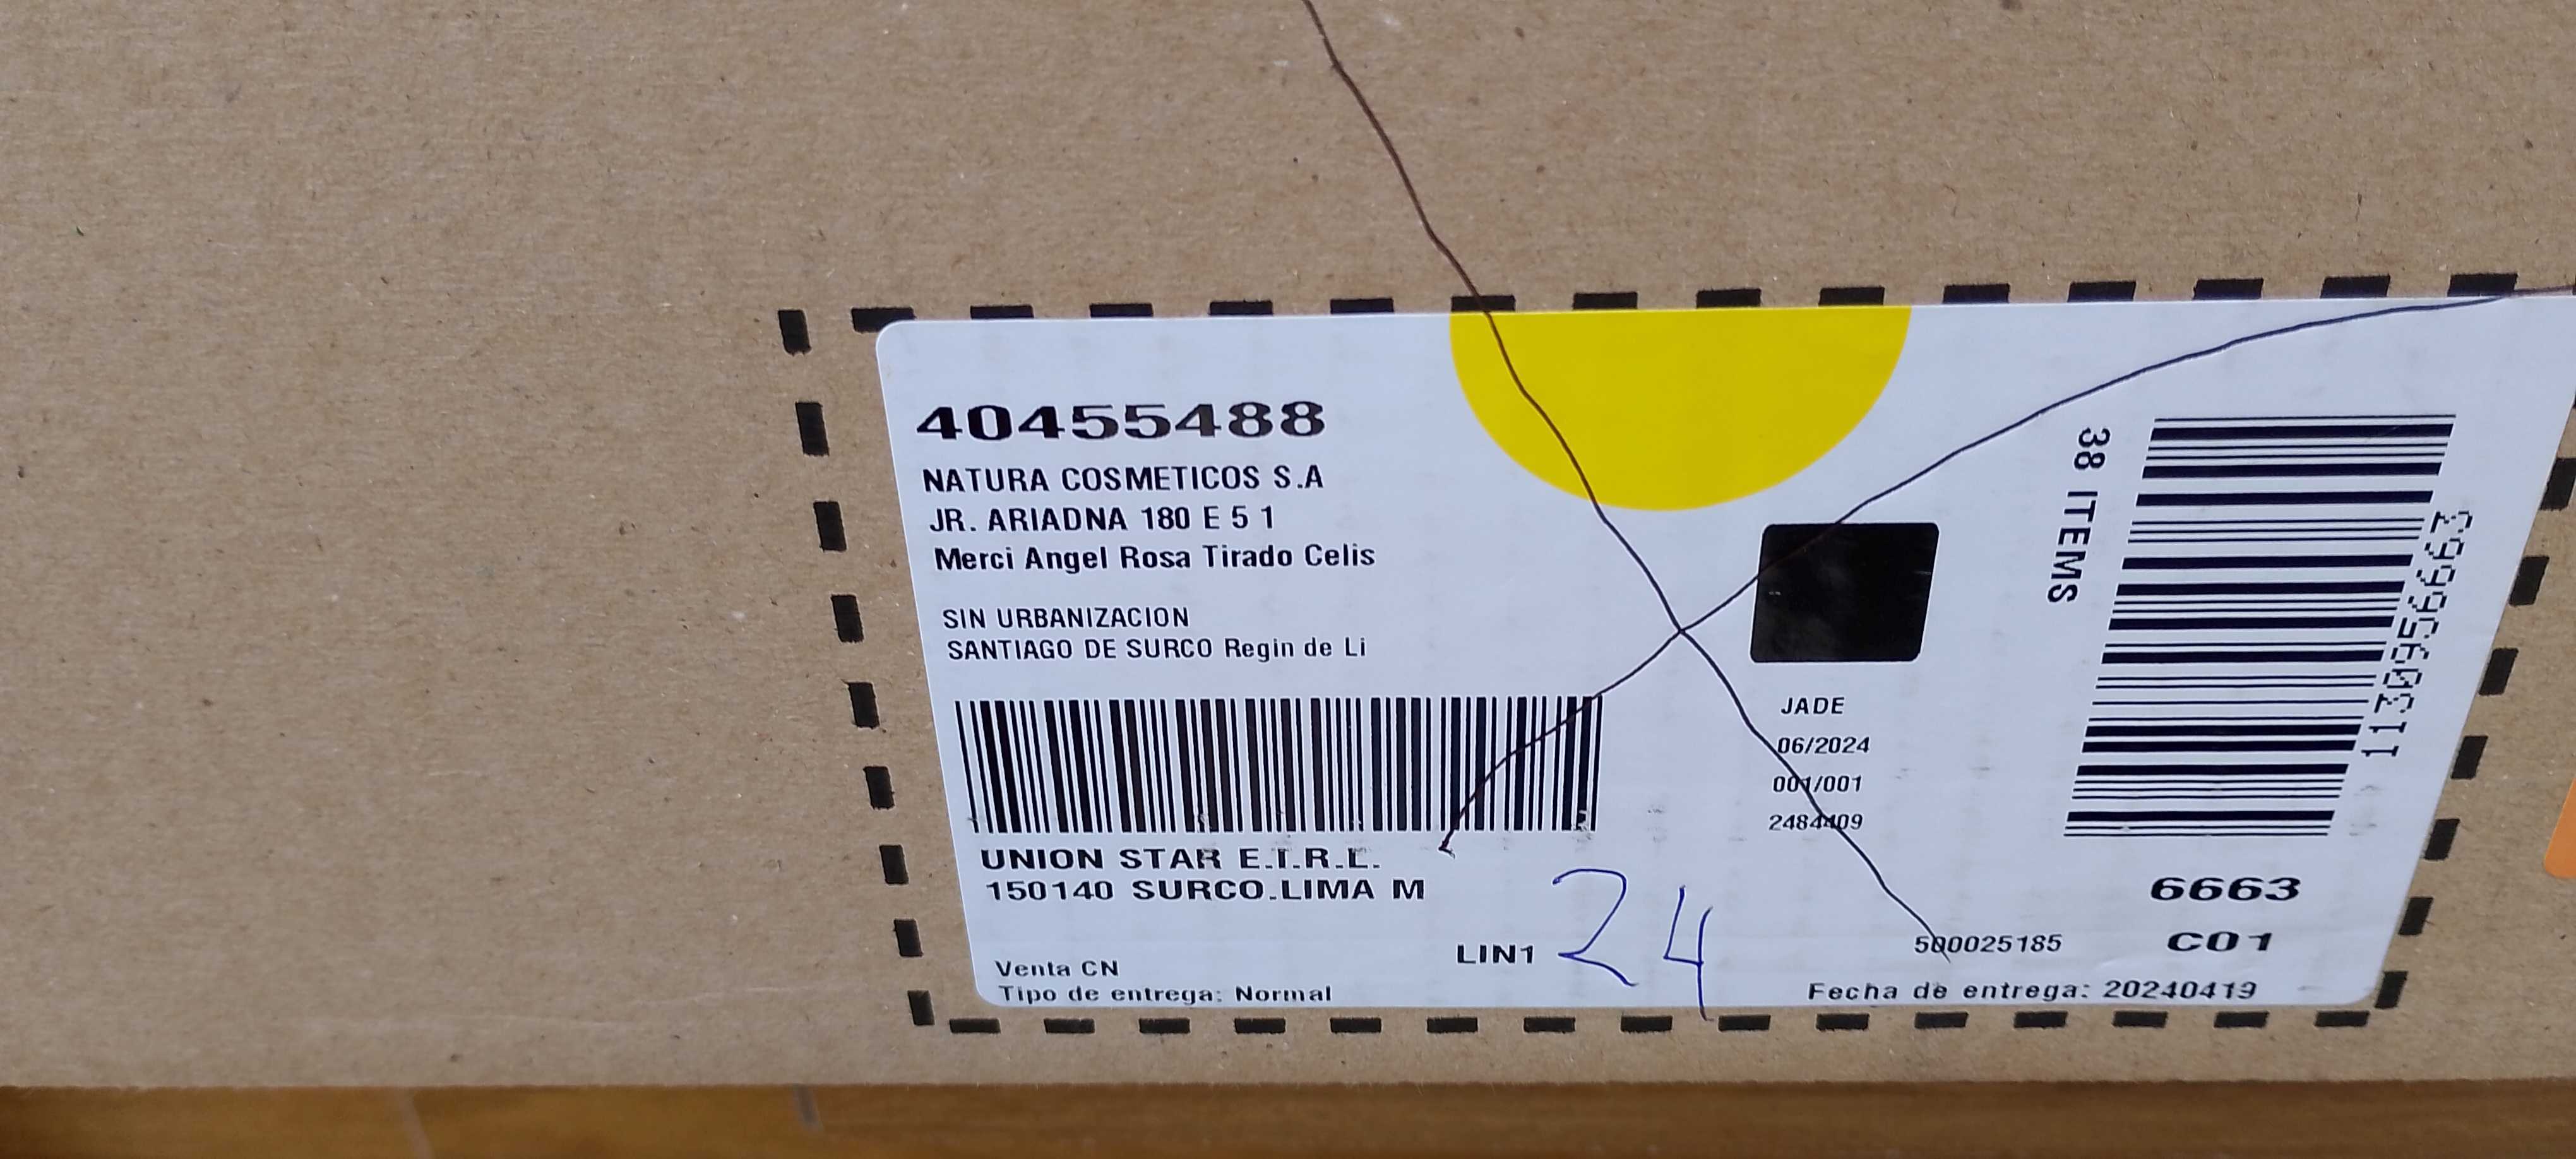 40455488
NATURA COSMETICOS S.A
JR. ARIADNA 180 E 5 1
Merci Angel Rosa Tirado Celis
SIN URBANIZACION
SANTIAGO DE SURCO Regin de Li
UNION STAR E.I.R.L.
150140 SURCO.LIMA M
Venta CN
Tipo de entrega: Normal
LIN1
24
JADE
06/2024
001/001
2484409
500025185
Fecha de entrega: 20240419
38 ITEMS
6663
C01